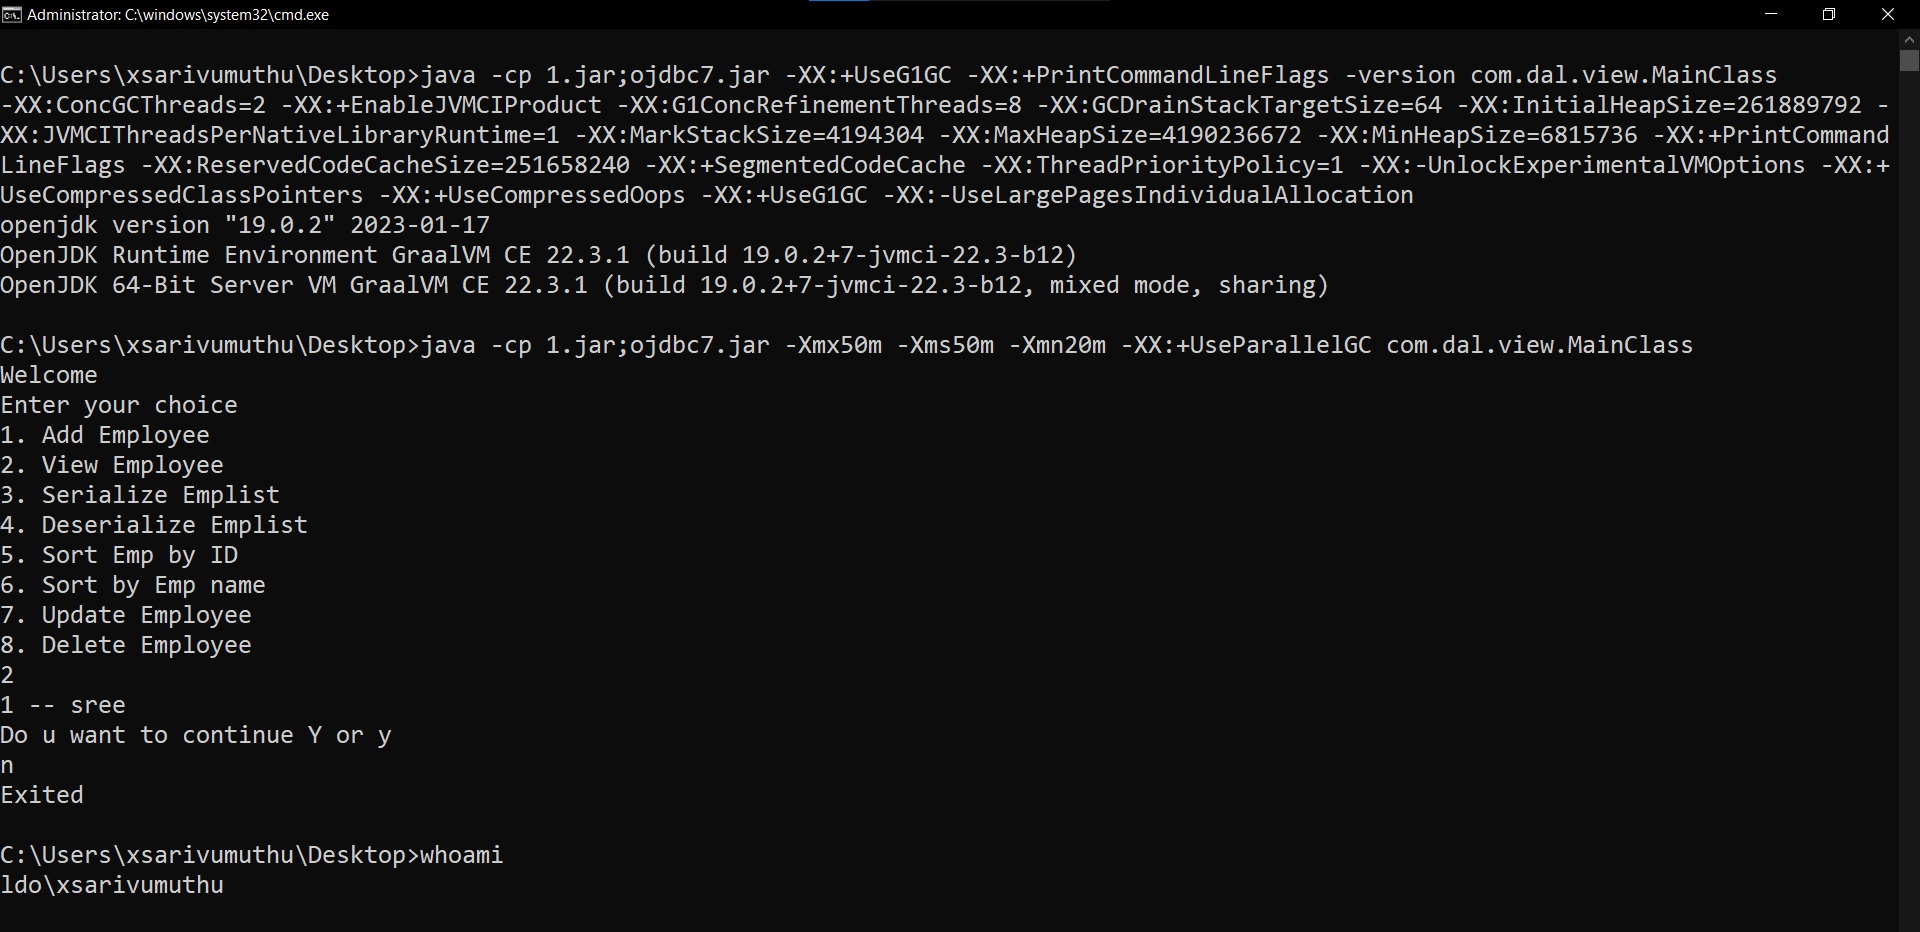 Administrator: C:\windows\system32\cmd.exe
C:\Users\xsarivumuthu\Desktop>java -cp 1.jar;ojdbc7.jar -XX:+UseG1GC -XX:+PrintCommandLineFlags -version com.dal.view.MainClass
-XX:ConcGCThreads=2 -XX:+EnableJVMCIProduct -XX:G1ConcRefinementThreads=8 -XX:GCDrainStackTargetSize=64 -XX:InitialHeapSize=261889792 -
XX:JVMCIThreadsPerNativeLibraryRuntime=1 -XX:MarkStackSize=4194304 -XX:MaxHeapSize=4190236672 -XX:MinHeapSize=6815736 -XX:+PrintCommand
LineFlags -XX:ReservedCodeCacheSize=251658240 -XX:+SegmentedCodeCache -XX:ThreadPriorityPolicy=1 -XX:-UnlockExperimentalVMOptions -XX:+
UseCompressedClassPointers -XX:+UseCompressedOops -XX:+UseG1GC -XX:-UseLargePagesIndividualAllocation
openjdk version "19.0.2" 2023-01-17
OpenJDK Runtime Environment GraalVM CE 22.3.1 (build 19.0.2+7-jvmci-22.3-b12)
OpenJDK 64-Bit Server VM GraalVM CE 22.3.1 (build 19.0.2+7-jvmci-22.3-b12, mixed mode, sharing)
C:\Users\xsarivumuthu\Desktop>java -cp 1.jar;ojdbc7.jar -Xmx50m -Xms50m -Xmn20m -XX:+UseParallelGC com.dal.view.MainClass
Welcome
Enter your choice
1. Add Employee
2. View Employee
3. Serialize Emplist
4. Deserialize Emplist
5. Sort Emp by ID
6. Sort by Emp name
7. Update Employee
8. Delete Employee
2
1 -- sree
Do u want to continue Y or y
n
Exited
C:\Users\xsarivumuthu\Desktop>whoami
ldo\xsarivumuthu